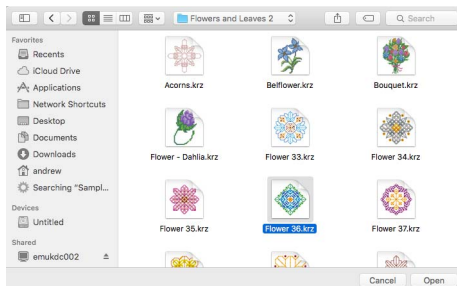 Flowers and Leaves 2
Search
Favorites
Recents
iCloud Drive
Applications
Network Shortcuts
Desktop
Documents
Downloads
andrew
Searching "Sampl...
Devices
Untitled
Shared
emukdc002
Acorns.krz
Belflower.krz
Bouquet.krz
Flower - Dahlia.krz
Flower 33.krz
Flower 34.krz
Flower 35.krz
Flower 36.krz
Flower 37.krz
Cancel
Open